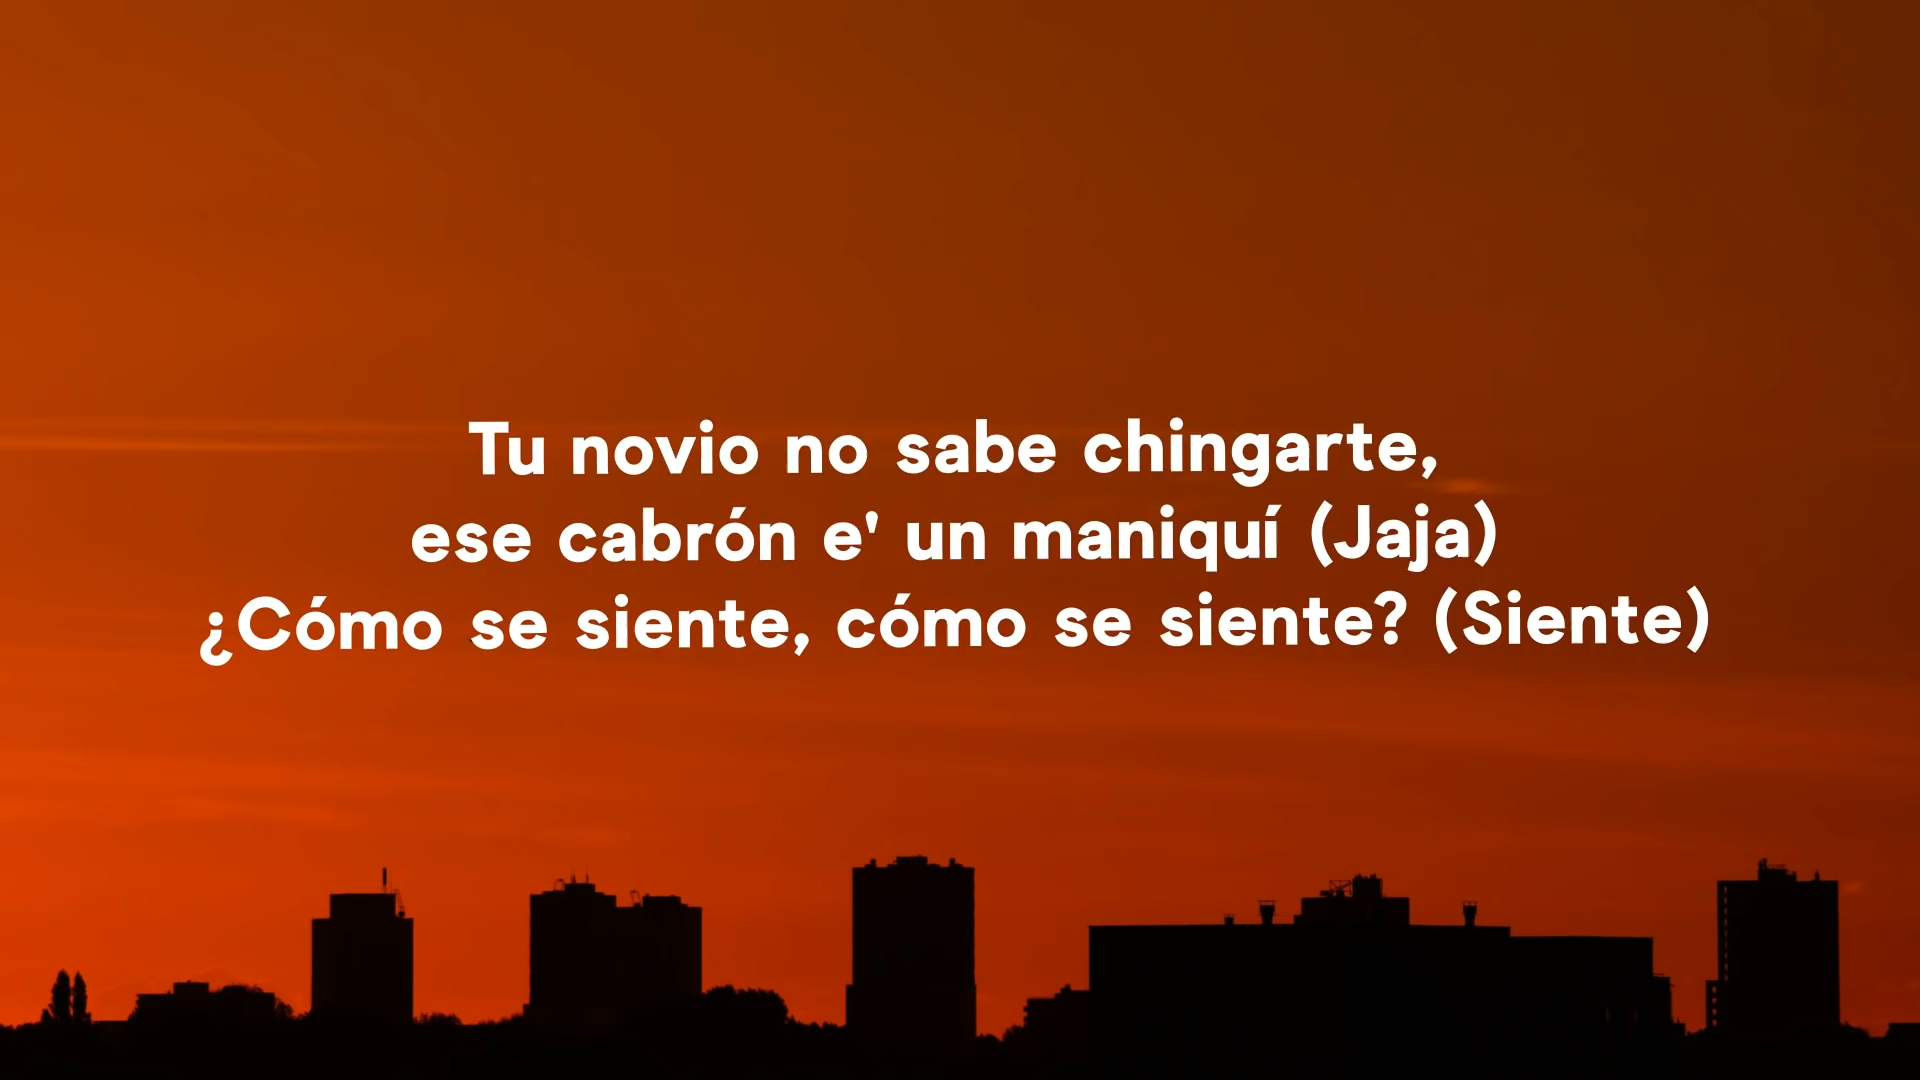 Tu novio no sabe chingarte,
ese cabrón e' un maniquí (Jaja)
¿Cómo se siente, cómo se siente? (Siente)